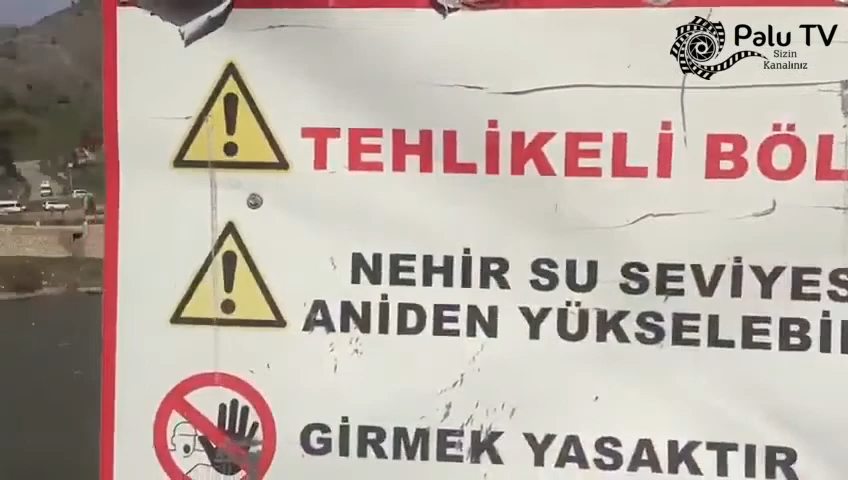 Palu TV
Sizin
Kanalınız
TEHLİKELİ BÖL
NEHİR SU SEVİYES
ANİDEN YÜKSELEBİL
GİRMEK YASAKTIR